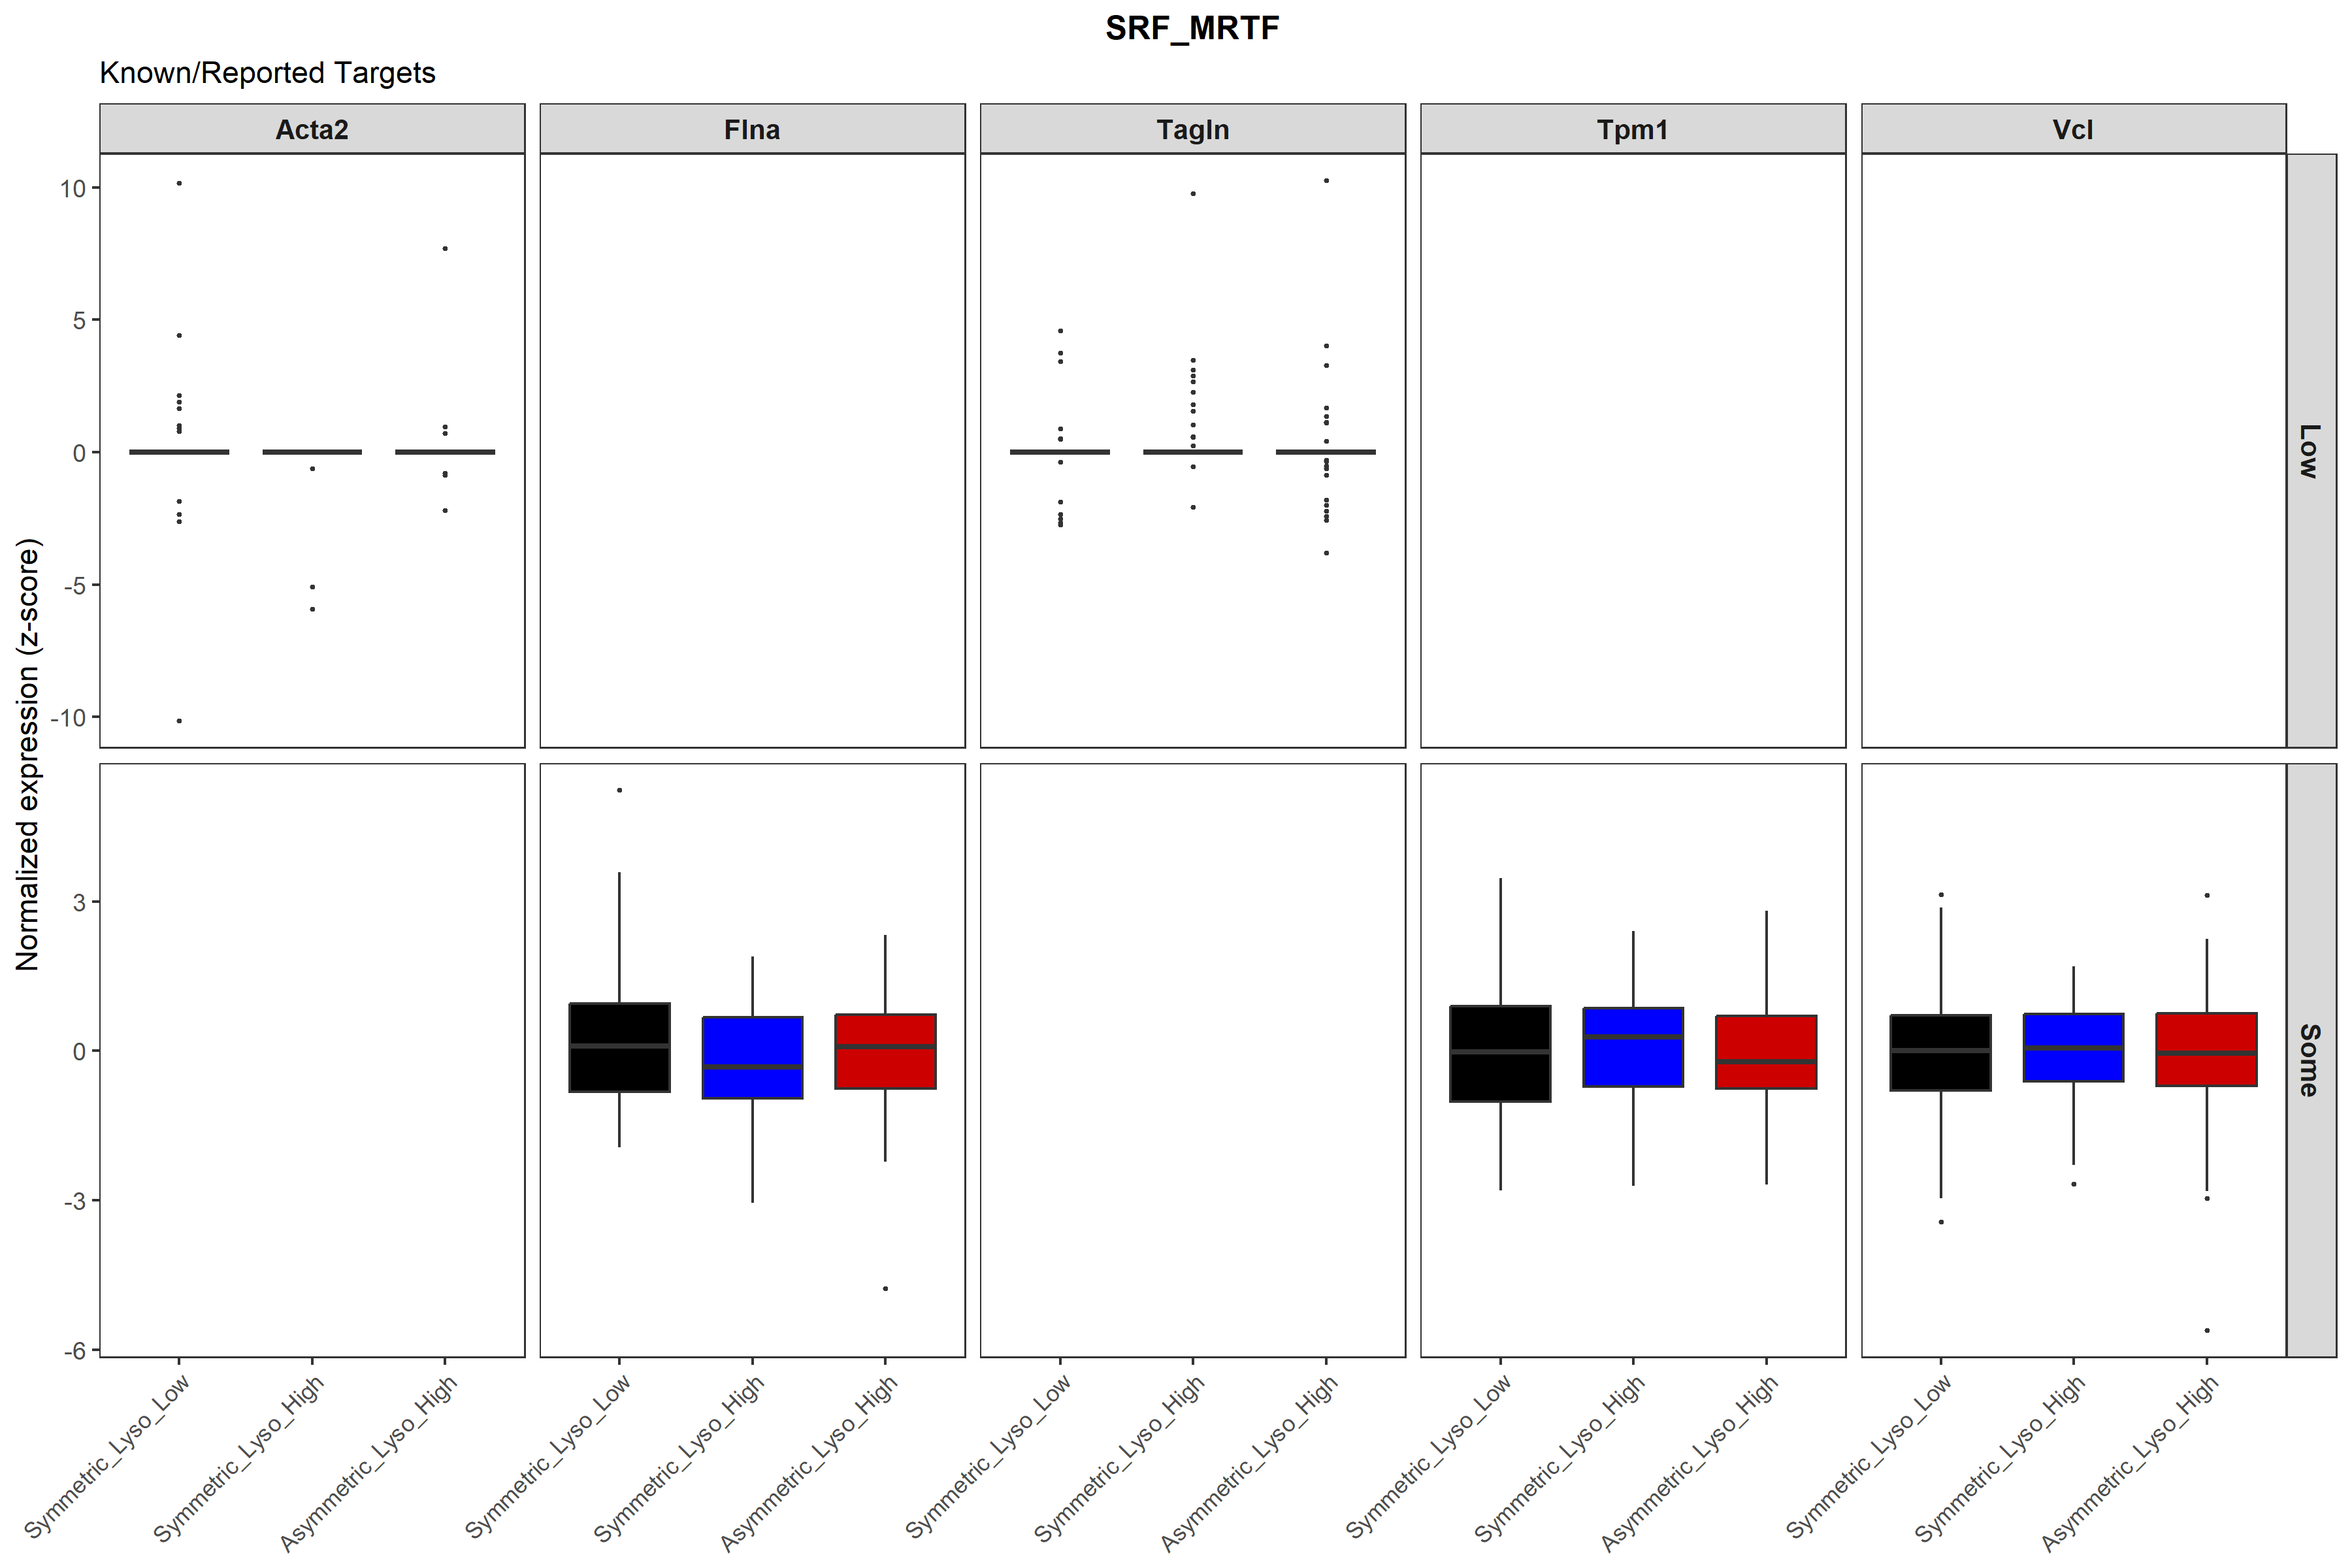 SRF_MRTF
Known/Reported Targets
Acta2
Flna
Tagln
Tpm1
Vcl
Normalized expression (z-score)
10
5
0
-5
-10
Low
3
0
-3
-6
Some
Symmetric_Lyso_Low
Symmetric_Lyso_High
Asymmetric_Lyso_High
Symmetric_Lyso_Low
Symmetric_Lyso_High
Asymmetric_Lyso_High
Symmetric_Lyso_Low
Symmetric_Lyso_High
Asymmetric_Lyso_High
Symmetric_Lyso_Low
Symmetric_Lyso_High
Asymmetric_Lyso_High
Symmetric_Lyso_Low
Symmetric_Lyso_High
Asymmetric_Lyso_High